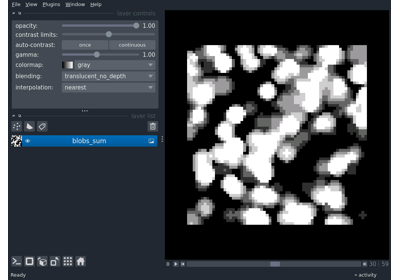 File View Plugins Window Help
layer controls
opacity: 1.00
contrast limits:
auto-contrast: once continuous
gamma: 1.00
colormap: gray
blending: translucent_no_depth
interpolation: nearest
layer list
blobs_sum
30 59
Ready activity